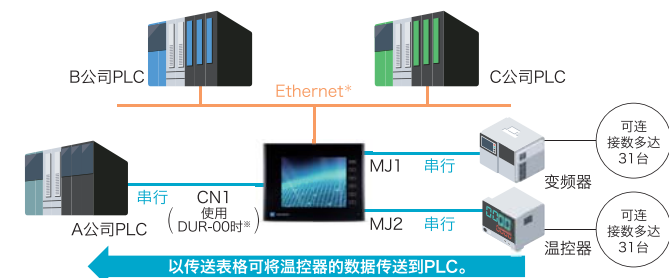 B公司PLC
C公司PLC
Ethernet*
可连
接数多达
31台
MJ1 串行
变频器
串行
CN1
使用
(DUR-00时※)
A公司PLC
MJ2 串行
可连
接数多达
31台
温控器
以传送表格可将温控器的数据传送到PLC。